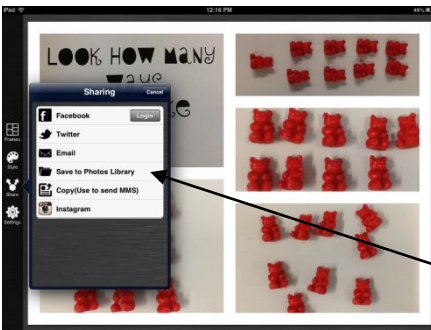 iPad
12:16 PM
49%
LOOK HOW MANY
WAYS
Sharing
Cancel
Facebook
Login
Twitter
Email
Save to Photos Library
Copy(Use to send MMS)
Instagram
Frames
Style
Share
Settings